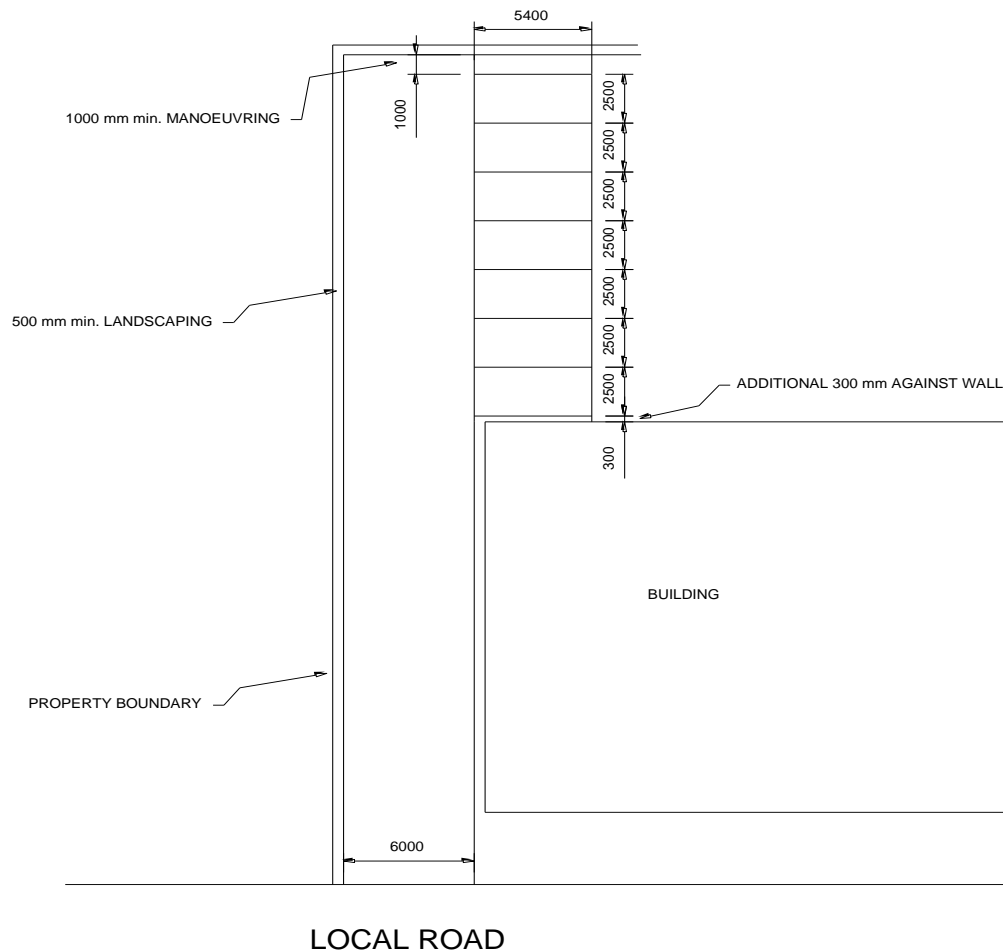 5400
1000 mm min. MANOEUVRING
1000
2500
2500
2500
2500
500 mm min. LANDSCAPING
2500
2500
2500
ADDITIONAL 300 mm AGAINST WALL
300
BUILDING
PROPERTY BOUNDARY
6000
LOCAL ROAD